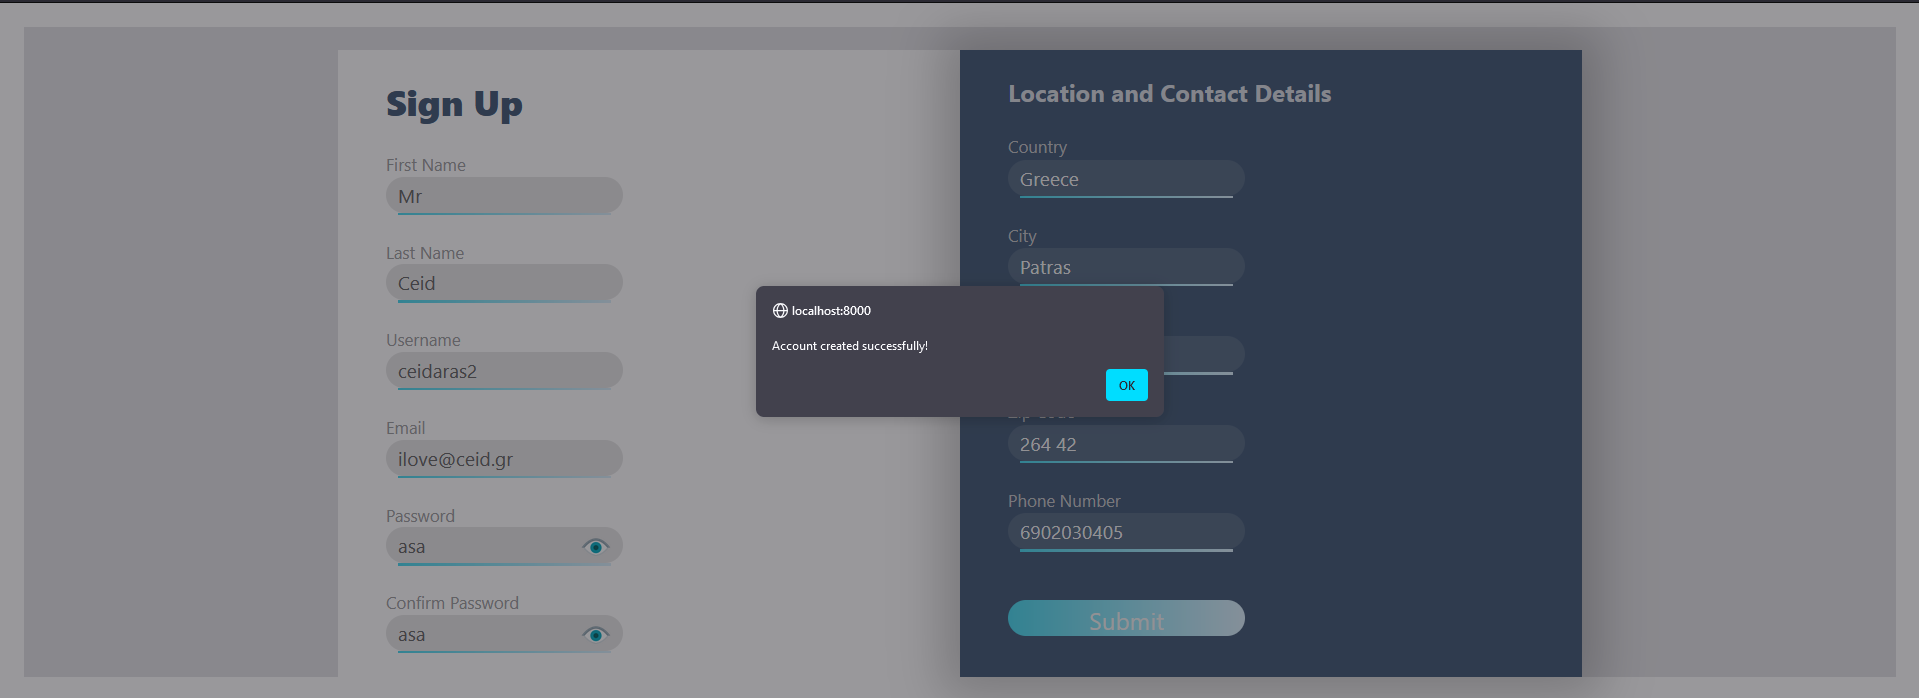 Sign Up
First Name
Mr
Last Name
Ceid
Username
ceidaras2
Email
ilove@ceid.gr
Password
asa
Confirm Password
asa
Location and Contact Details
Country
Greece
City
Patras
Zip Code
264 42
Phone Number
6902030405
Submit
localhost:8000
Account created successfully!
OK